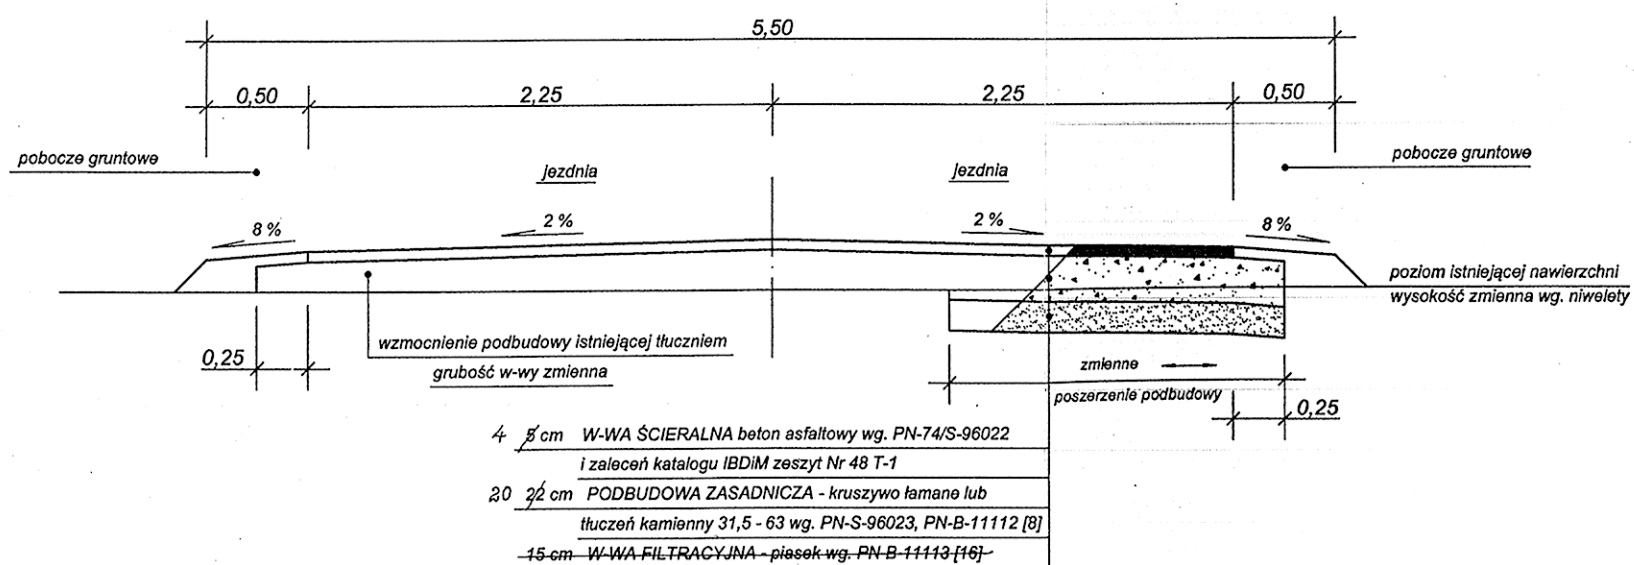 5,50
0,50 2,25 2,25 0,50
pobocze gruntowe jezdnia jezdnia pobocze gruntowe
8 % 2 % 2 % 8 %
poziom istniejącej nawierzchni
wysokość zmienna wg. niwelety
wzmocnienie podbudowy istniejącej tłuczniem
grubość w-wy zmienna
0,25
zmienne
poszerzenie podbudowy
0,25
4 5 cm W-WA ŚCIERALNA beton asfaltowy wg. PN-74/S-96022
i zaleceń katalogu IBDiM zeszyt Nr 48 T-1
20 22 cm PODBUDOWA ZASADNICZA - kruszywo łamane lub
tłuczeń kamienny 31,5 - 63 wg. PN-S-96023, PN-B-11112 [8]
15 cm W-WA FILTRACYJNA - piasek wg. PN-B-11113 [16]